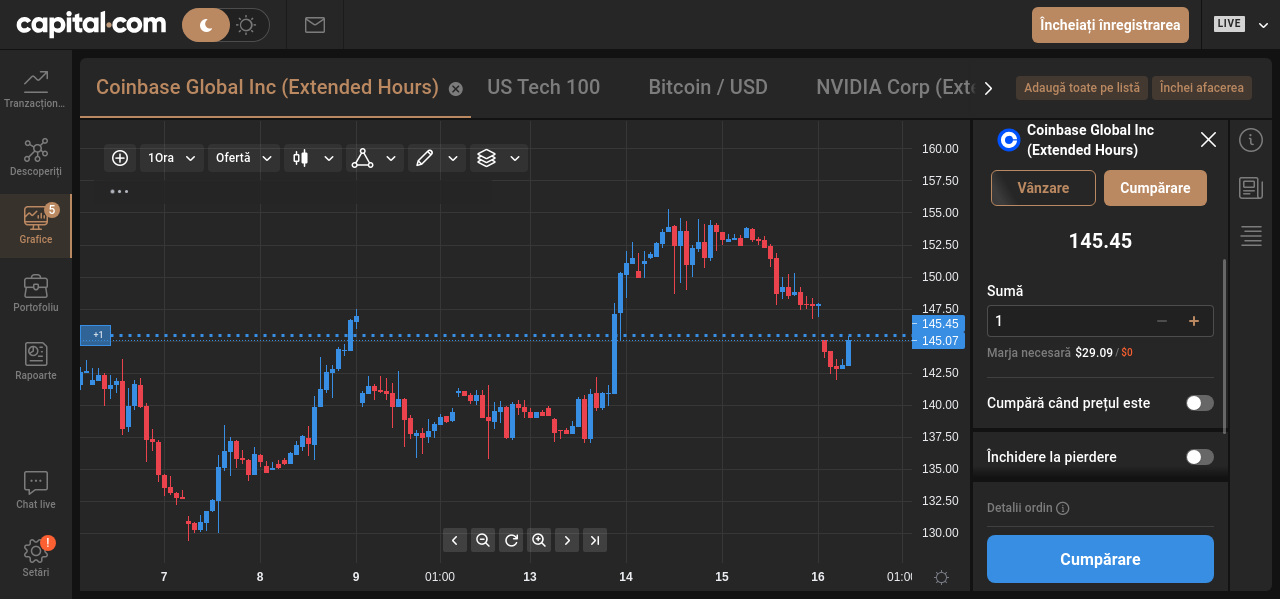 capital.com
Încheiați înregistrarea
LIVE
Tranzacțion...
Descoperiți
5
Grafice
Portofoliu
Rapoarte
Chat live
!
Setări
Coinbase Global Inc (Extended Hours)
US Tech 100
Bitcoin / USD
NVIDIA Corp (Exte
Adaugă toate pe listă
Închei afacerea
1Ora
Ofertă
+1
160.00
157.50
155.00
152.50
150.00
147.50
145.45
145.07
142.50
140.00
137.50
135.00
132.50
130.00
7
8
9
01:00
13
14
15
16
01:00
Coinbase Global Inc
(Extended Hours)
Vânzare
Cumpărare
145.45
Sumă
1
Marja necesară $29.09 / $0
Cumpără când prețul este
Închidere la pierdere
Detalii ordin
Cumpărare